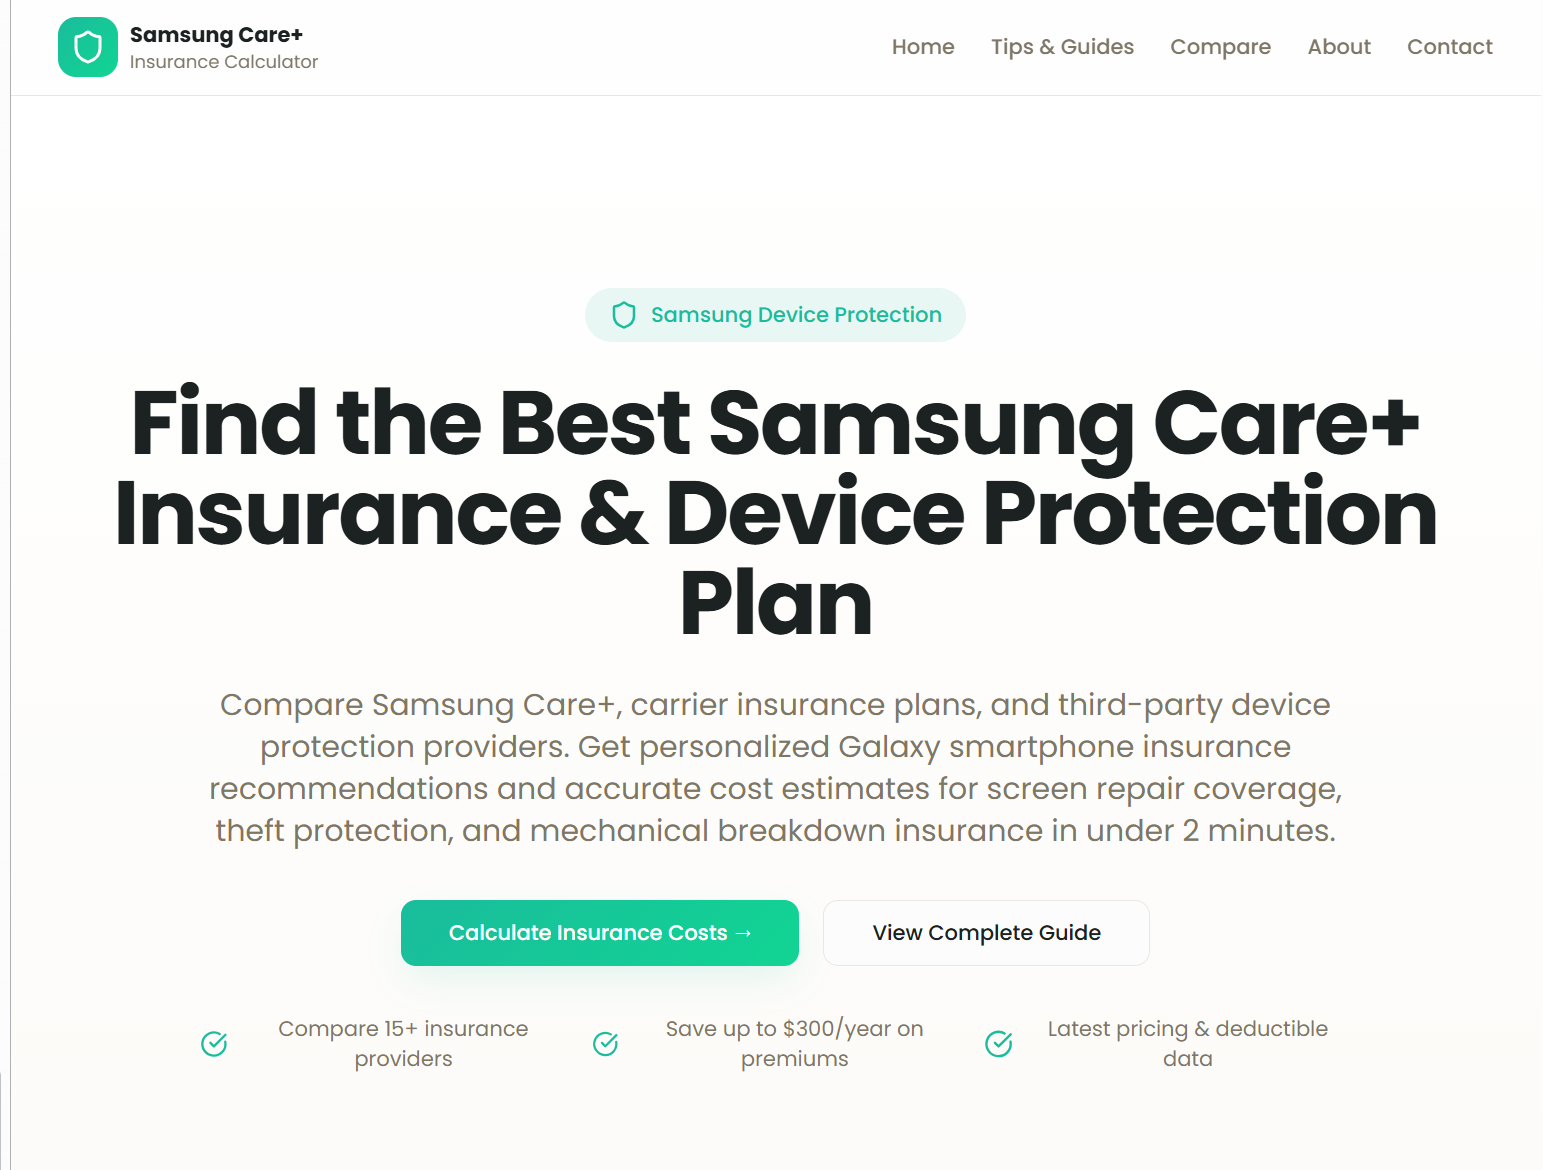 Samsung Care+
Insurance Calculator
Home Tips & Guides Compare About Contact
Samsung Device Protection
Find the Best Samsung Care+
Insurance & Device Protection
Plan
Compare Samsung Care+, carrier insurance plans, and third-party device
protection providers. Get personalized Galaxy smartphone insurance
recommendations and accurate cost estimates for screen repair coverage,
theft protection, and mechanical breakdown insurance in under 2 minutes.
Calculate Insurance Costs →
View Complete Guide
Compare 15+ insurance
providers
Save up to $300/year on
premiums
Latest pricing & deductible
data